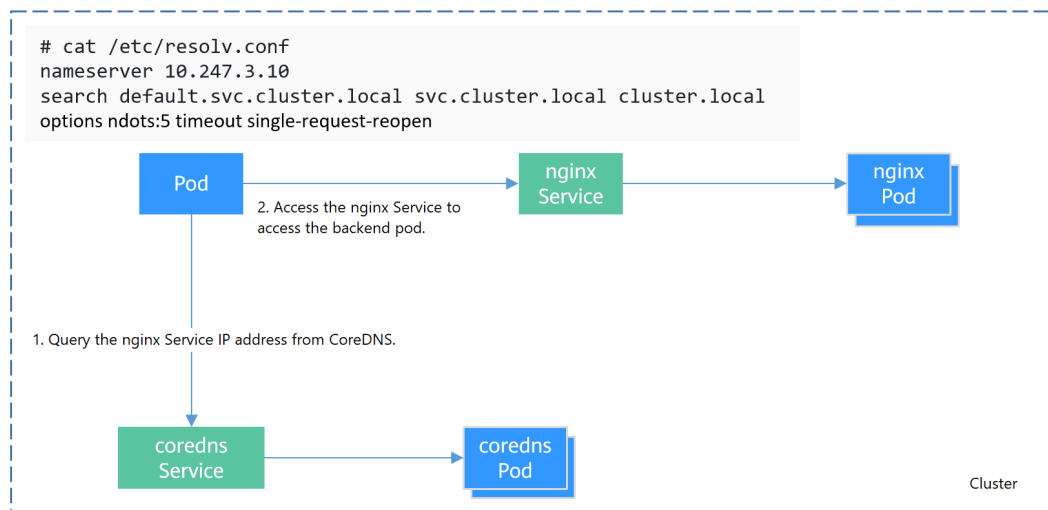 # cat /etc/resolv.conf
nameserver 10.247.3.10
search default.svc.cluster.local svc.cluster.local cluster.local
options ndots:5 timeout single-request-reopen
Pod
nginx
Service
nginx
Pod
2. Access the nginx Service to
access the backend pod.
1. Query the nginx Service IP address from CoreDNS.
coredns
Service
coredns
Pod
Cluster